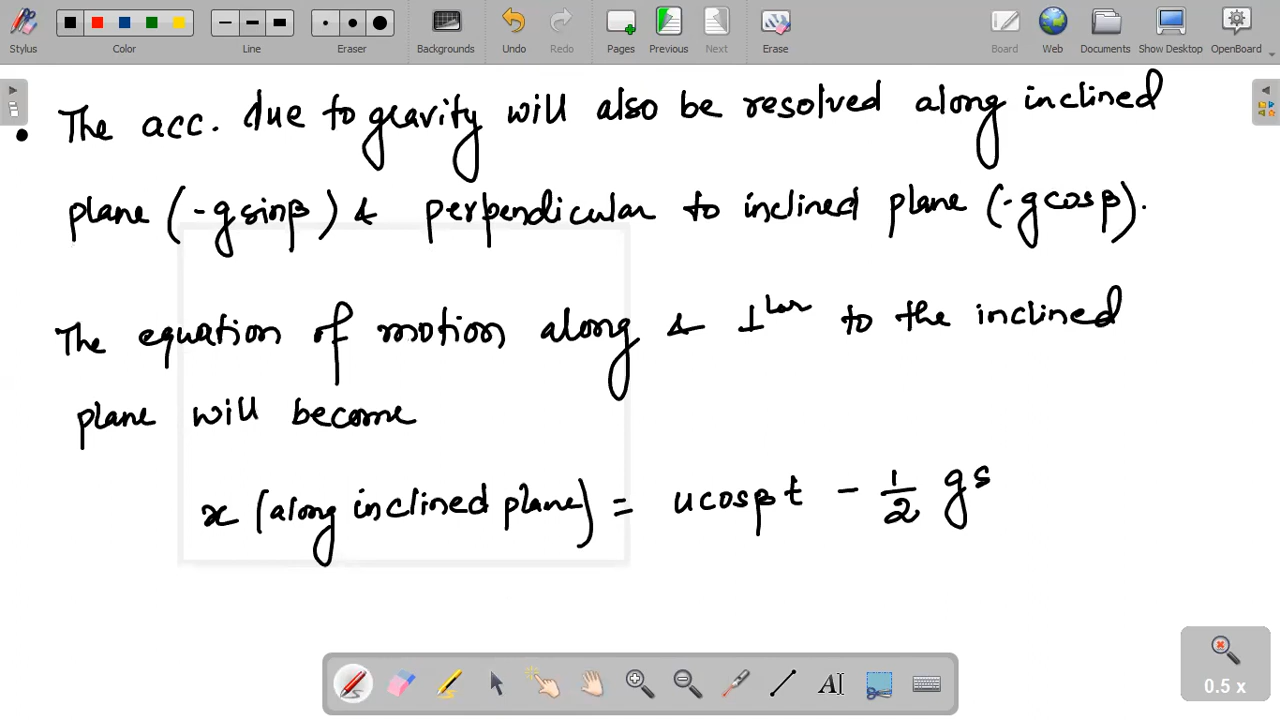 Stylus Color Line Eraser Backgrounds Undo Redo Pages Previous Next Erase Board Web Documents Show Desktop OpenBoard
• The acc. due to gravity will also be resolved along inclined
plane (-gsinβ) & perpendicular to inclined plane (-gcosβ).
The equation of motion along & ⊥lar to the inclined
plane will become
x (along inclined plane) = ucosβt - 1/2 gs
0.5 x